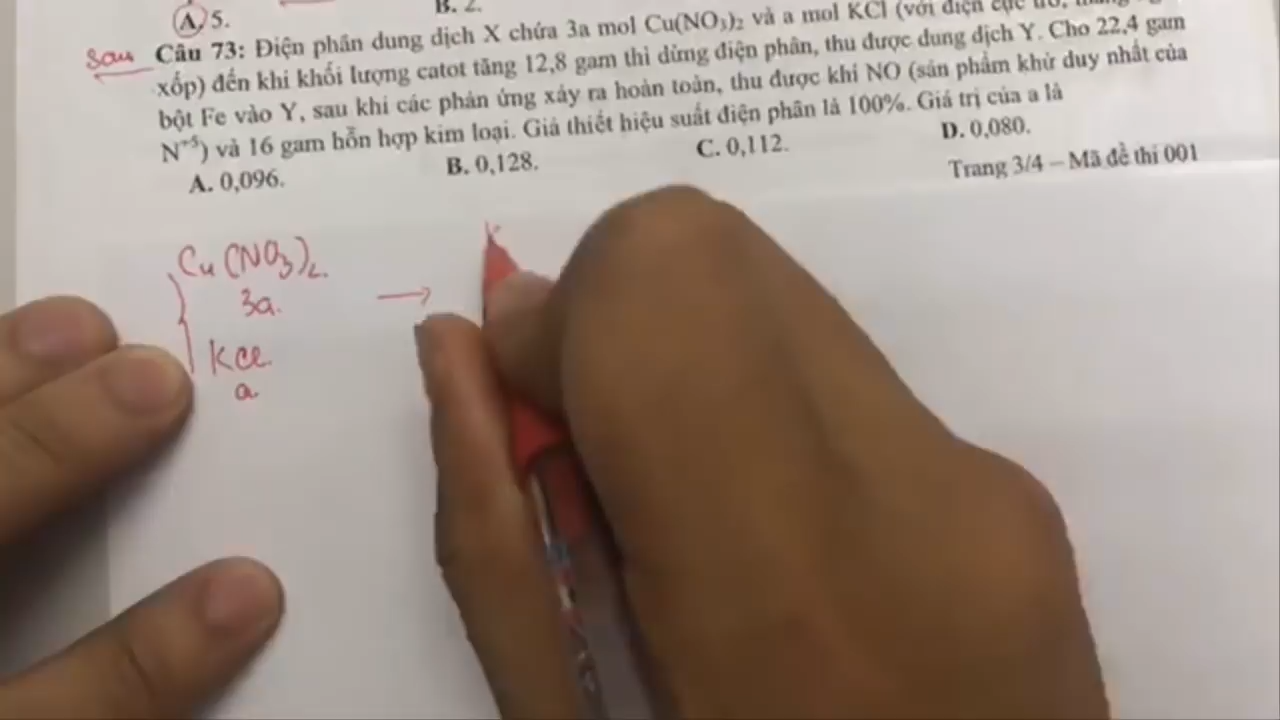 A 5.
B. 2.
Sau Câu 73: Điện phân dung dịch X chứa 3a mol Cu(NO3)2 và a mol KCl (với điện cực trơ, màng
xốp) đến khi khối lượng catot tăng 12,8 gam thì dừng điện phân, thu được dung dịch Y. Cho 22,4 gam
bột Fe vào Y, sau khi các phản ứng xảy ra hoàn toàn, thu được khí NO (sản phẩm khử duy nhất của
N+5) và 16 gam hỗn hợp kim loại. Giả thiết hiệu suất điện phân là 100%. Giá trị của a là
A. 0,096. B. 0,128. C. 0,112. D. 0,080.
Trang 3/4 – Mã đề thi 001
Cu(NO3)2
3a.
KCl
a